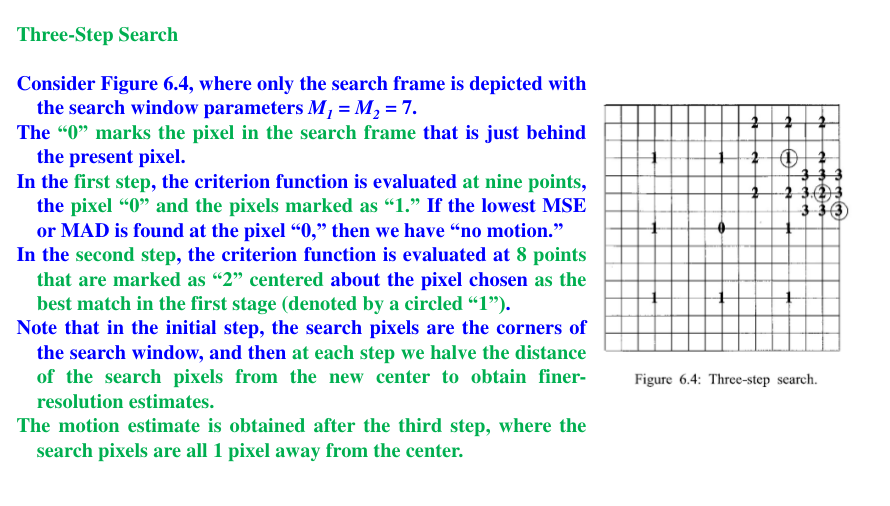 Three-Step Search
Consider Figure 6.4, where only the search frame is depicted with
the search window parameters M1 = M2 = 7.
The “0” marks the pixel in the search frame that is just behind
the present pixel.
In the first step, the criterion function is evaluated at nine points,
the pixel “0” and the pixels marked as “1.” If the lowest MSE
or MAD is found at the pixel “0,” then we have “no motion.”
In the second step, the criterion function is evaluated at 8 points
that are marked as “2” centered about the pixel chosen as the
best match in the first stage (denoted by a circled “1”).
Note that in the initial step, the search pixels are the corners of
the search window, and then at each step we halve the distance
of the search pixels from the new center to obtain finer-
resolution estimates.
The motion estimate is obtained after the third step, where the
search pixels are all 1 pixel away from the center.
2 2 2
1 1 2 1 2
3 3 3
2 2 3 2 3
3 3 3
1 0 1
1 1 1
Figure 6.4: Three-step search.